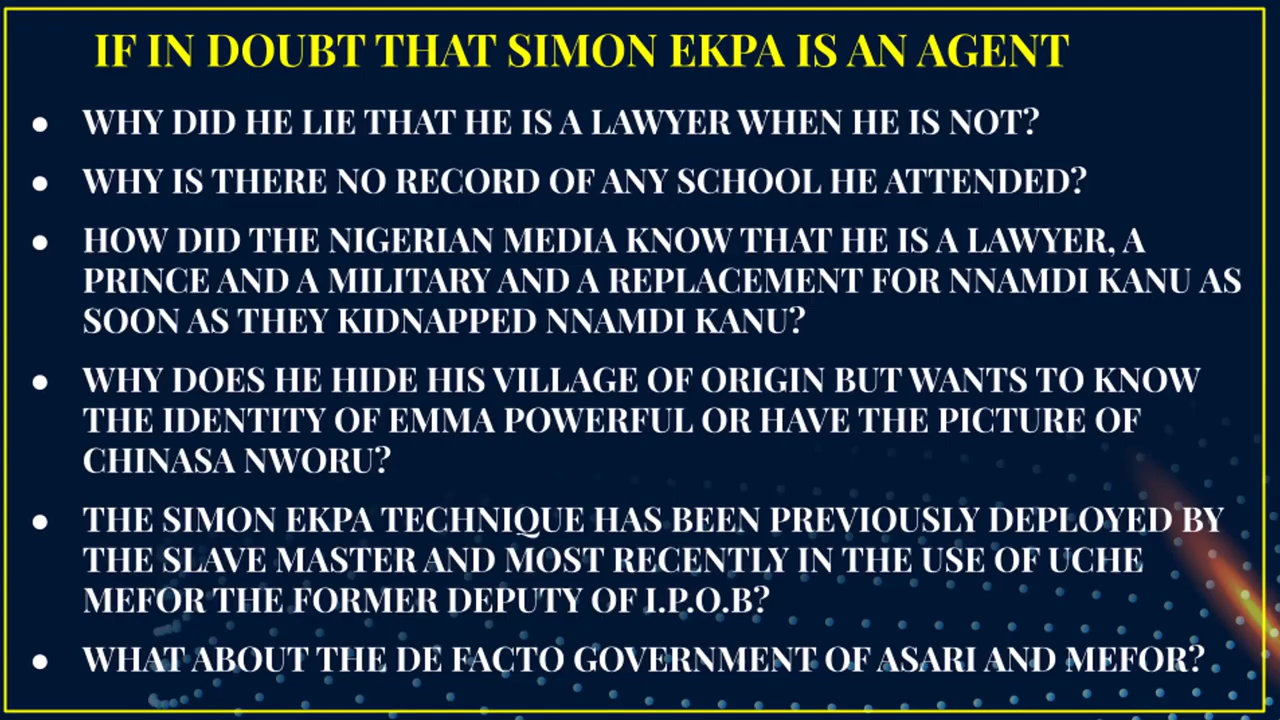 IF IN DOUBT THAT SIMON EKPA IS AN AGENT
• WHY DID HE LIE THAT HE IS A LAWYER WHEN HE IS NOT?
• WHY IS THERE NO RECORD OF ANY SCHOOL HE ATTENDED?
• HOW DID THE NIGERIAN MEDIA KNOW THAT HE IS A LAWYER, A
PRINCE AND A MILITARY AND A REPLACEMENT FOR NNAMDI KANU AS
SOON AS THEY KIDNAPPED NNAMDI KANU?
• WHY DOES HE HIDE HIS VILLAGE OF ORIGIN BUT WANTS TO KNOW
THE IDENTITY OF EMMA POWERFUL OR HAVE THE PICTURE OF
CHINASA NWORU?
• THE SIMON EKPA TECHNIQUE HAS BEEN PREVIOUSLY DEPLOYED BY
THE SLAVE MASTER AND MOST RECENTLY IN THE USE OF UCHE
MEFOR THE FORMER DEPUTY OF I.P.O.B?
• WHAT ABOUT THE DE FACTO GOVERNMENT OF ASARI AND MEFOR?